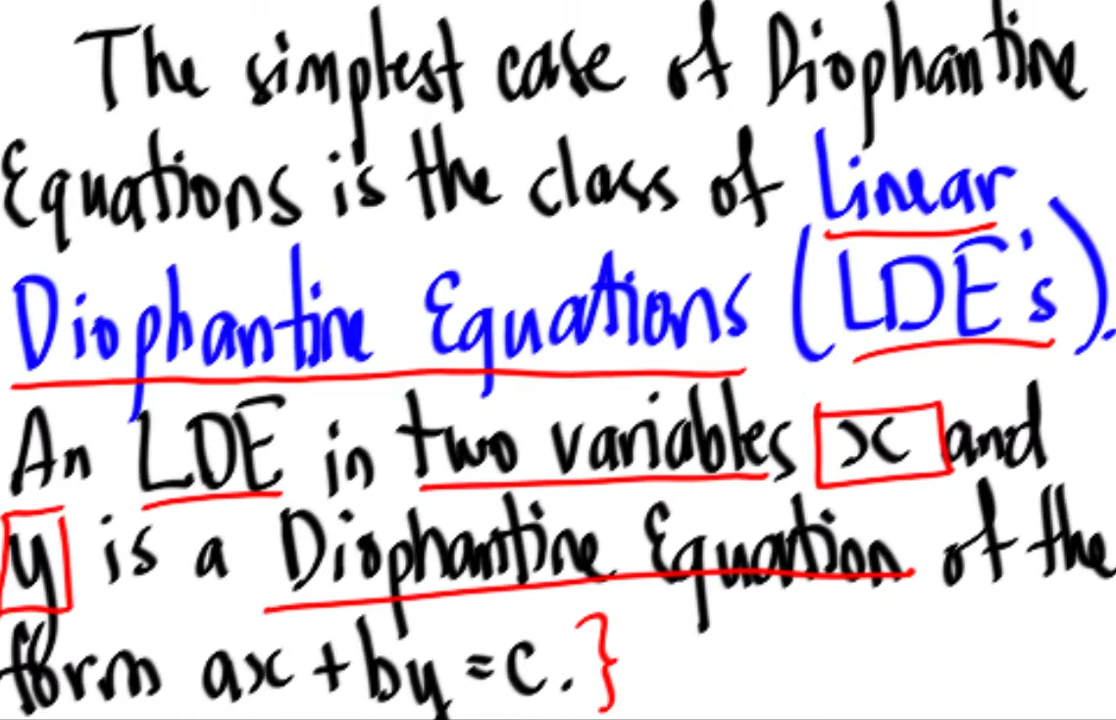 The simplest case of Diophantine
Equations is the class of linear
Diophantine Equations (LDE's).
An LDE in two variables x and
y is a Diophantine Equation of the
form ax + by = c. }